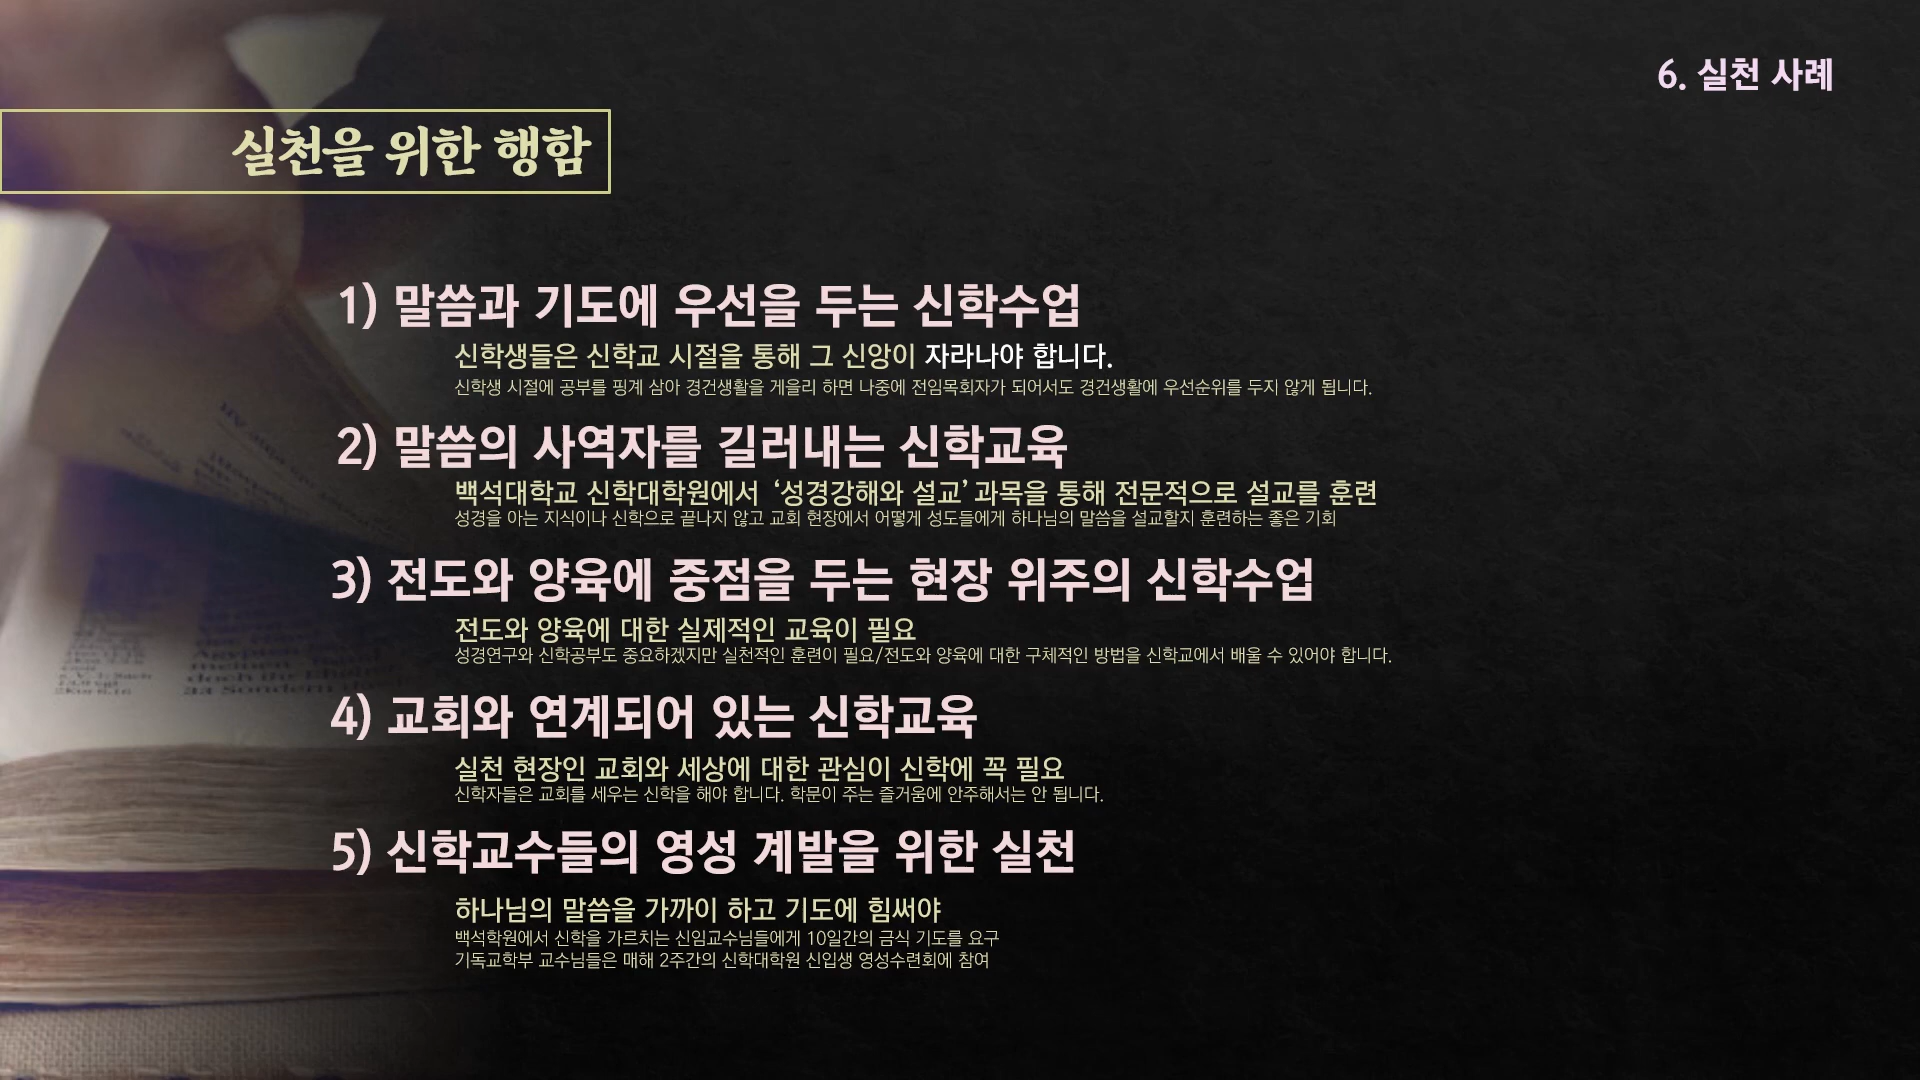 6. 실천 사례
실천을 위한 행함
1) 말씀과 기도에 우선을 두는 신학수업
신학생들은 신학교 시절을 통해 그 신앙이 자라나야 합니다.
신학생 시절에 공부를 핑계 삼아 경건생활을 게을리 하면 나중에 전임목회자가 되어서도 경건생활에 우선순위를 두지 않게 됩니다.
2) 말씀의 사역자를 길러내는 신학교육
백석대학교 신학대학원에서 ‘성경강해와 설교’ 과목을 통해 전문적으로 설교를 훈련
성경을 아는 지식이나 신학으로 끝나지 않고 교회 현장에서 어떻게 성도들에게 하나님의 말씀을 설교할지 훈련하는 좋은 기회
3) 전도와 양육에 중점을 두는 현장 위주의 신학수업
전도와 양육에 대한 실제적인 교육이 필요
성경연구와 신학공부도 중요하겠지만 실천적인 훈련이 필요/전도와 양육에 대한 구체적인 방법을 신학교에서 배울 수 있어야 합니다.
4) 교회와 연계되어 있는 신학교육
실천 현장인 교회와 세상에 대한 관심이 신학에 꼭 필요
신학자들은 교회를 세우는 신학을 해야 합니다. 학문이 주는 즐거움에 안주해서는 안 됩니다.
5) 신학교수들의 영성 계발을 위한 실천
하나님의 말씀을 가까이 하고 기도에 힘써야
백석학원에서 신학을 가르치는 신임교수님들에게 10일간의 금식 기도를 요구
기독교학부 교수님들은 매해 2주간의 신학대학원 신입생 영성수련회에 참여